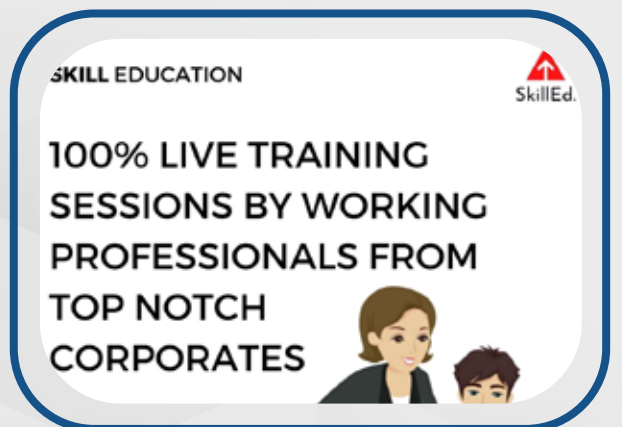 SKILL EDUCATION
SkillEd.
100% LIVE TRAINING
SESSIONS BY WORKING
PROFESSIONALS FROM
TOP NOTCH
CORPORATES